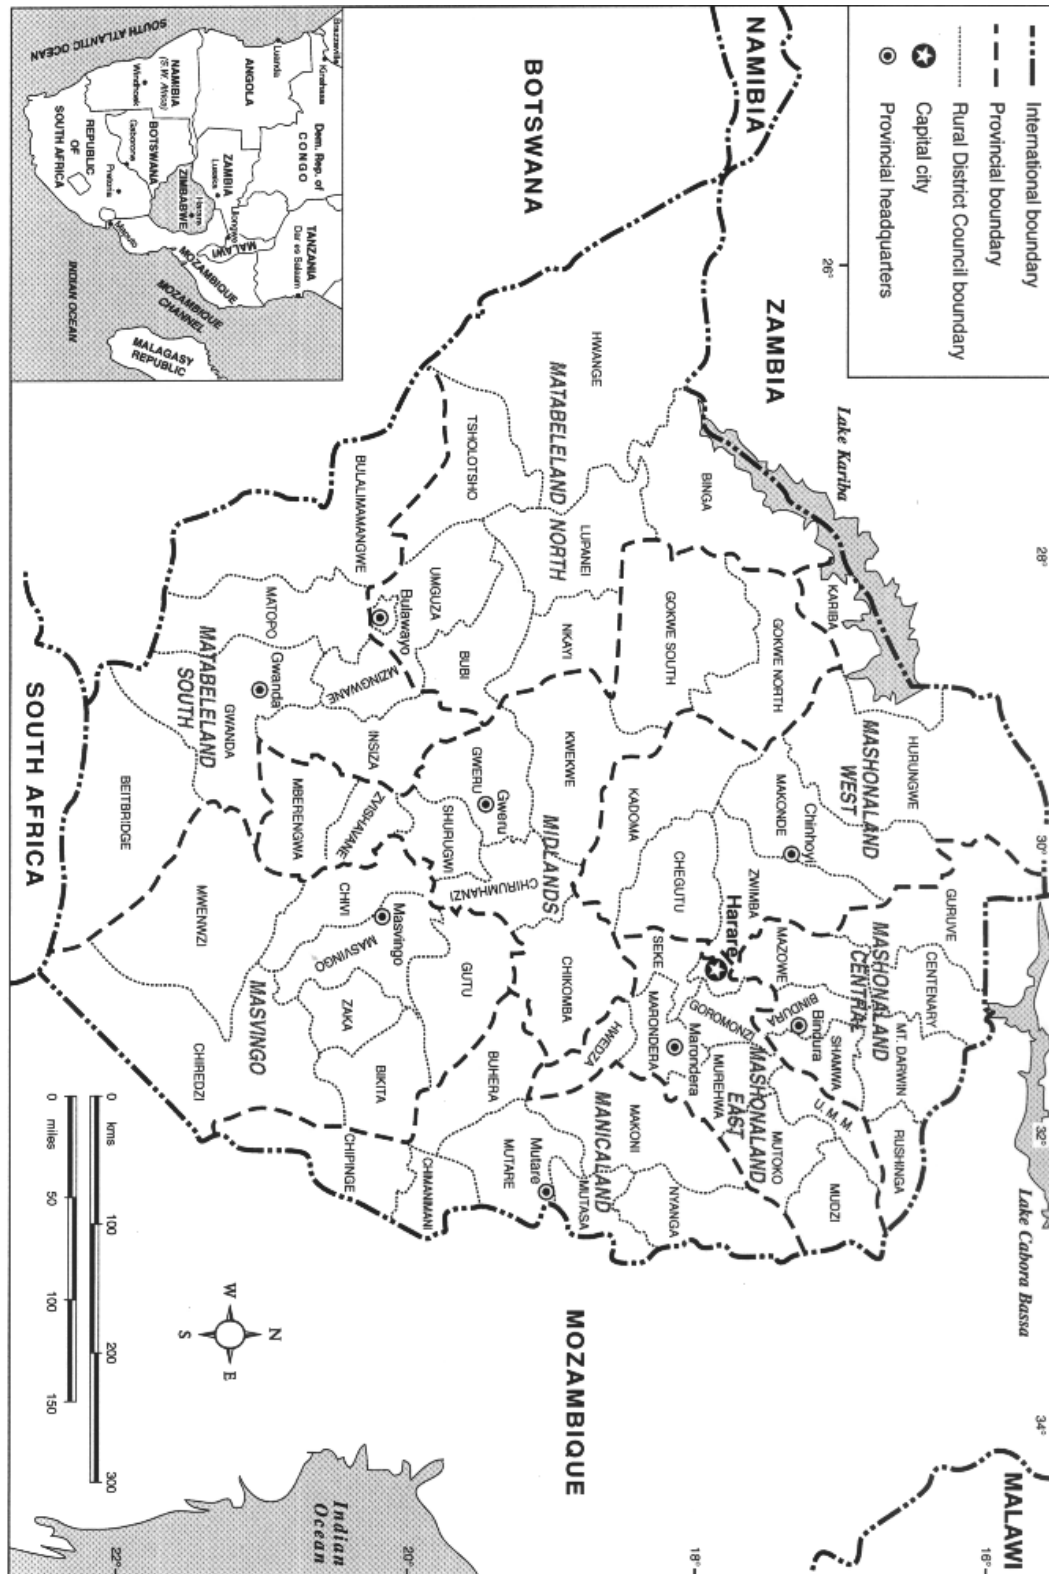 International boundary
Provincial boundary
Rural District Council boundary
Capital city
Provincial headquarters
NAMIBIA
BOTSWANA
ZAMBIA
SOUTH AFRICA
MOZAMBIQUE
MALAWI
Lake Kariba
Lake Cabora Bassa
Indian
Ocean
26°
28°
30°
32°
34°
16°
18°
20°
22°
MATABELELAND NORTH
HWANGE
BINGA
TSHOLOTSHO
LUPANEI
UMGUZA
BUBI
NKAYI
Bulawayo
MATABELELAND
SOUTH
BULALIMAMANGWE
MATOPO
Gwanda
GWANDA
MZINGWANE
INSIZA
BEITBRIDGE
MIDLANDS
GOKWE SOUTH
GOKWE NORTH
KWEKWE
GWERU
Gweru
SHURUGWI
ZVISHAVANE
MBERENGWA
CHIRUMHANZI
MASHONALAND
WEST
KARIBA
HURUNGWE
MAKONDE
Chinhoyi
ZWIMBA
KADOMA
CHEGUTU
Harare
MASHONALAND
CENTRAL
GURUVE
CENTENARY
MT. DARWIN
MAZOWE
BINDURA
Bindura
SHAMWA
RUSHINGA
MASHONALAND
EAST
U. M. M.
MUDZI
MUTOKO
MUREHWA
GOROMONZI
Marondera
MARONDERA
SEKE
HWEDZA
CHIKOMBA
MANICALAND
MAKONI
NYANGA
MUTASA
Mutare
MUTARE
BUHERA
CHIMANIMANI
CHIPINGE
MASVINGO
GUTU
Masvingo
MASVINGO
CHIVI
ZAKA
BIKITA
MWENWZI
CHIREDZI
0 kms 100 200 300
0 miles 50 100 150
N
W
E
S
SOUTH ATLANTIC OCEAN
Brazzaville
Kinshasa
Luanda
Dem. Rep. of
CONGO
ANGOLA
TANZANIA
Dar es Salaam
ZAMBIA
Lusaka
Lilongwe
MALAWI
NAMIBIA
(S.W. Africa)
Windhoek
BOTSWANA
Gaborone
ZIMBABWE
Harare
MOZAMBIQUE
MOZAMBIQUE
CHANNEL
Pretoria
Maputo
REPUBLIC
OF
SOUTH AFRICA
MALAGASY
REPUBLIC
INDIAN OCEAN